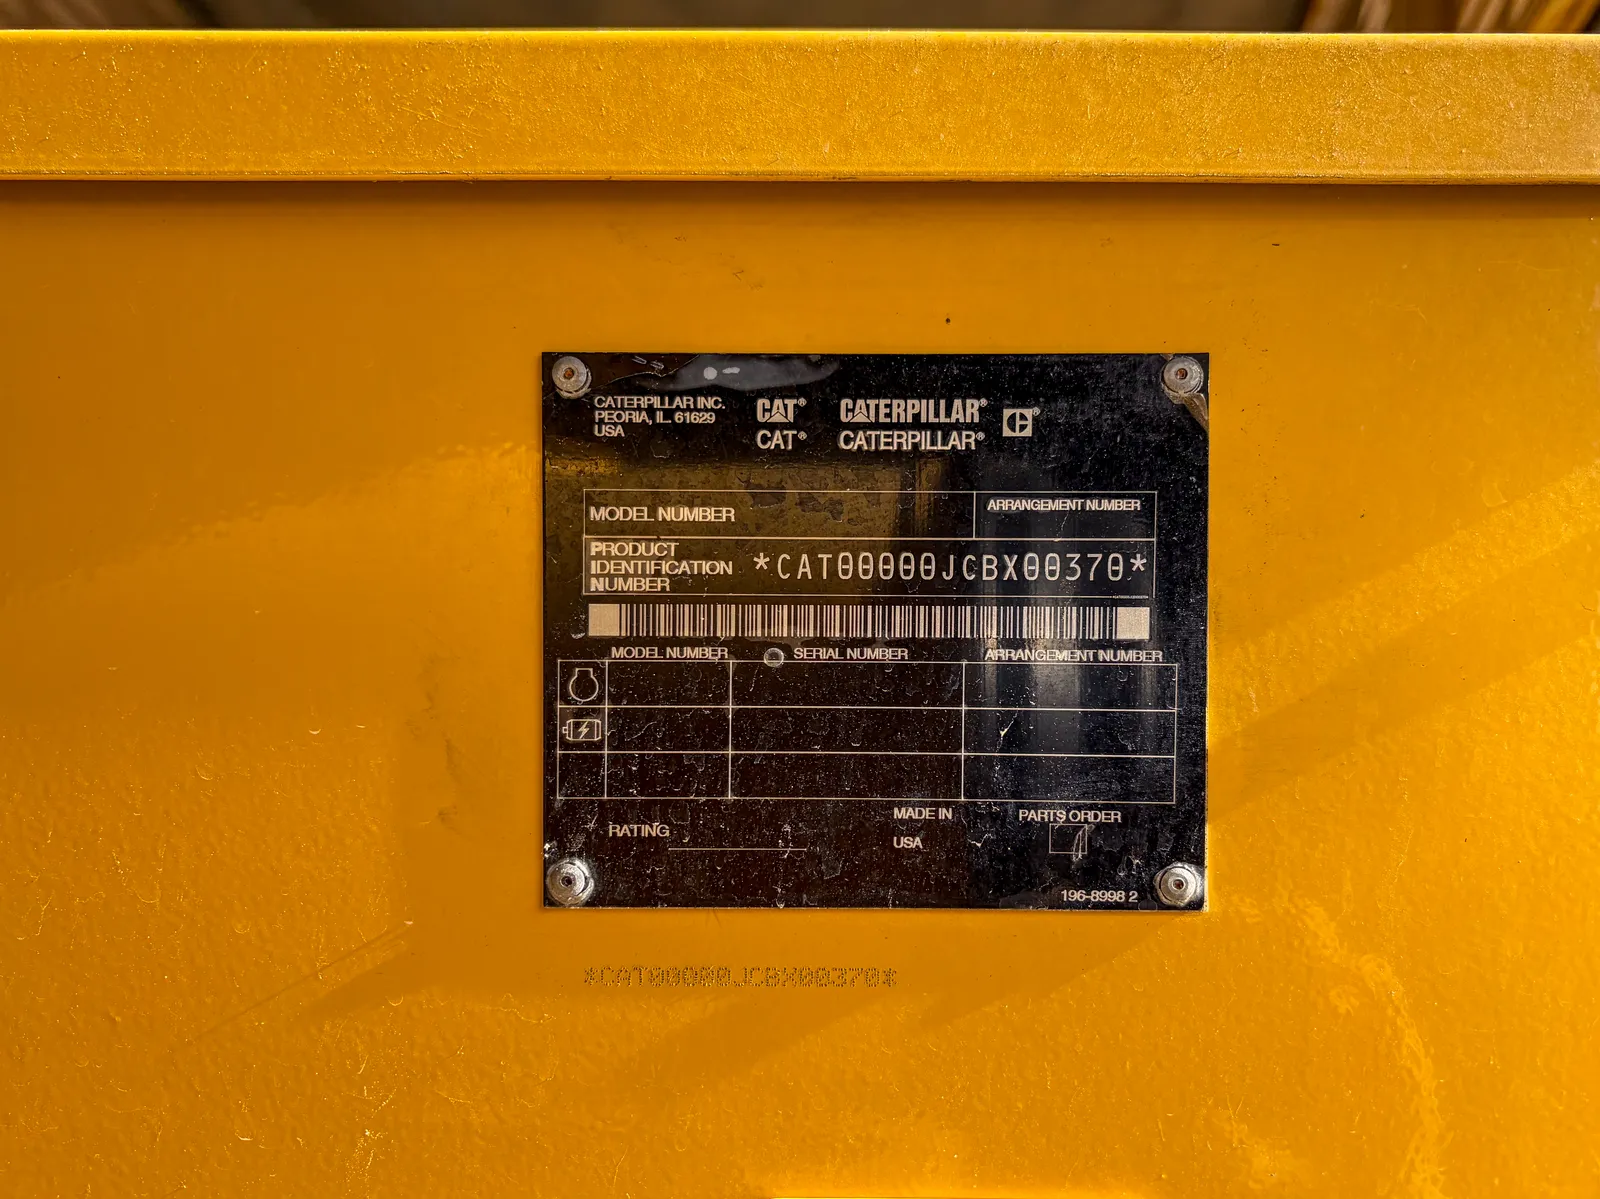 CATERPILLAR INC.
PEORIA, IL. 61629
USA
CAT® CATERPILLAR® ®
CAT® CATERPILLAR®
MODEL NUMBER
ARRANGEMENT NUMBER
PRODUCT
IDENTIFICATION
NUMBER
*CAT00000JCBX00370*
MODEL NUMBER SERIAL NUMBER ARRANGEMENT NUMBER
RATING
MADE IN
USA
PARTS ORDER
196-8998 2
*CAT00000JCBX00370*